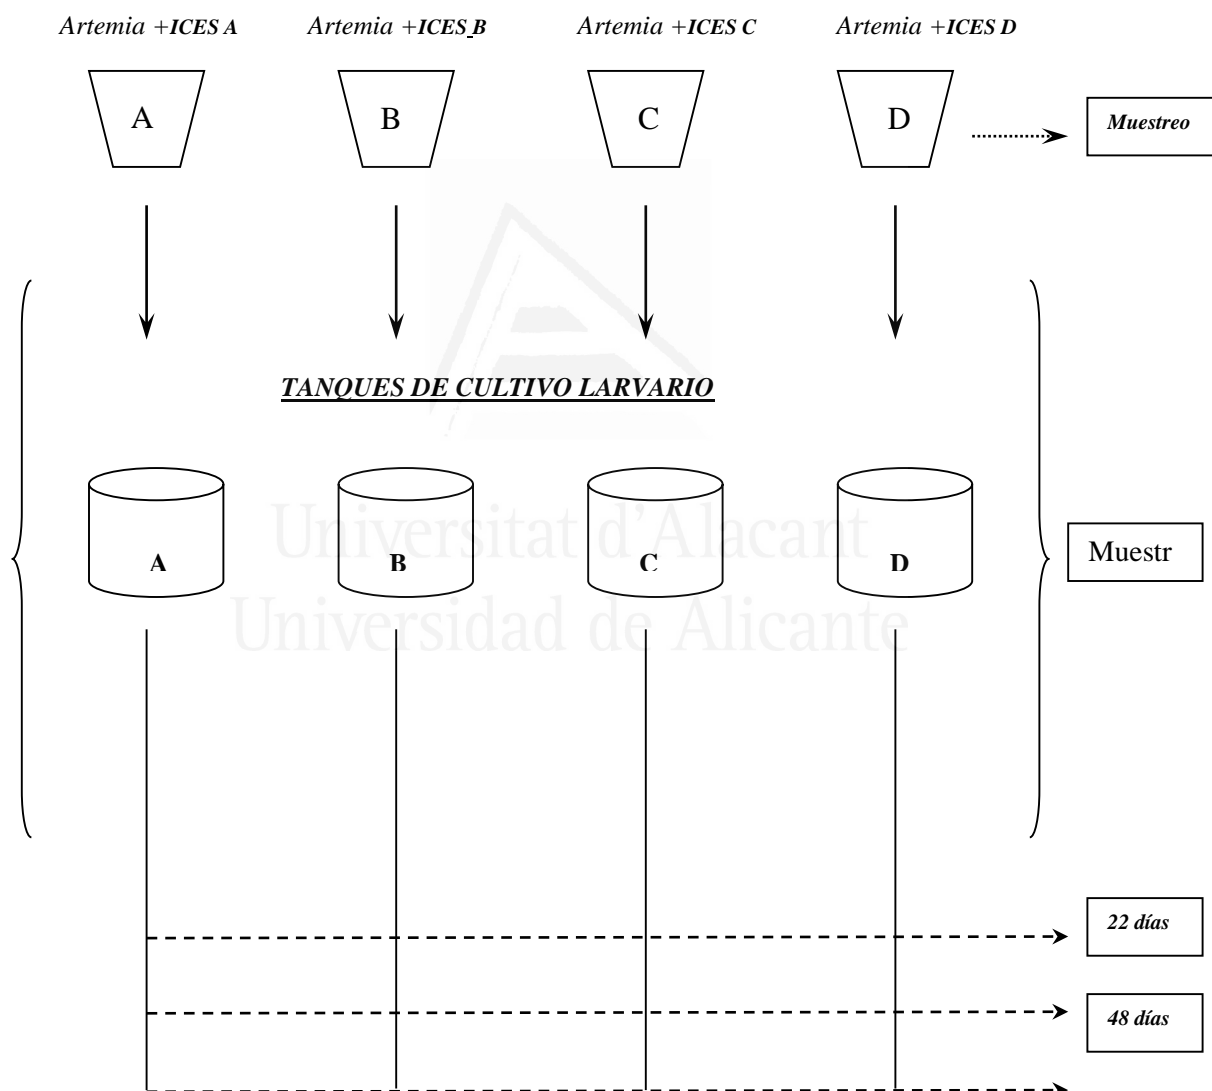 Artemia +ICES A Artemia +ICES B Artemia +ICES C Artemia +ICES D
A B C D Muestreo
TANQUES DE CULTIVO LARVARIO
Universitat d'Alacant
A B C D Muestr
Universidad de Alicante
22 días
48 días